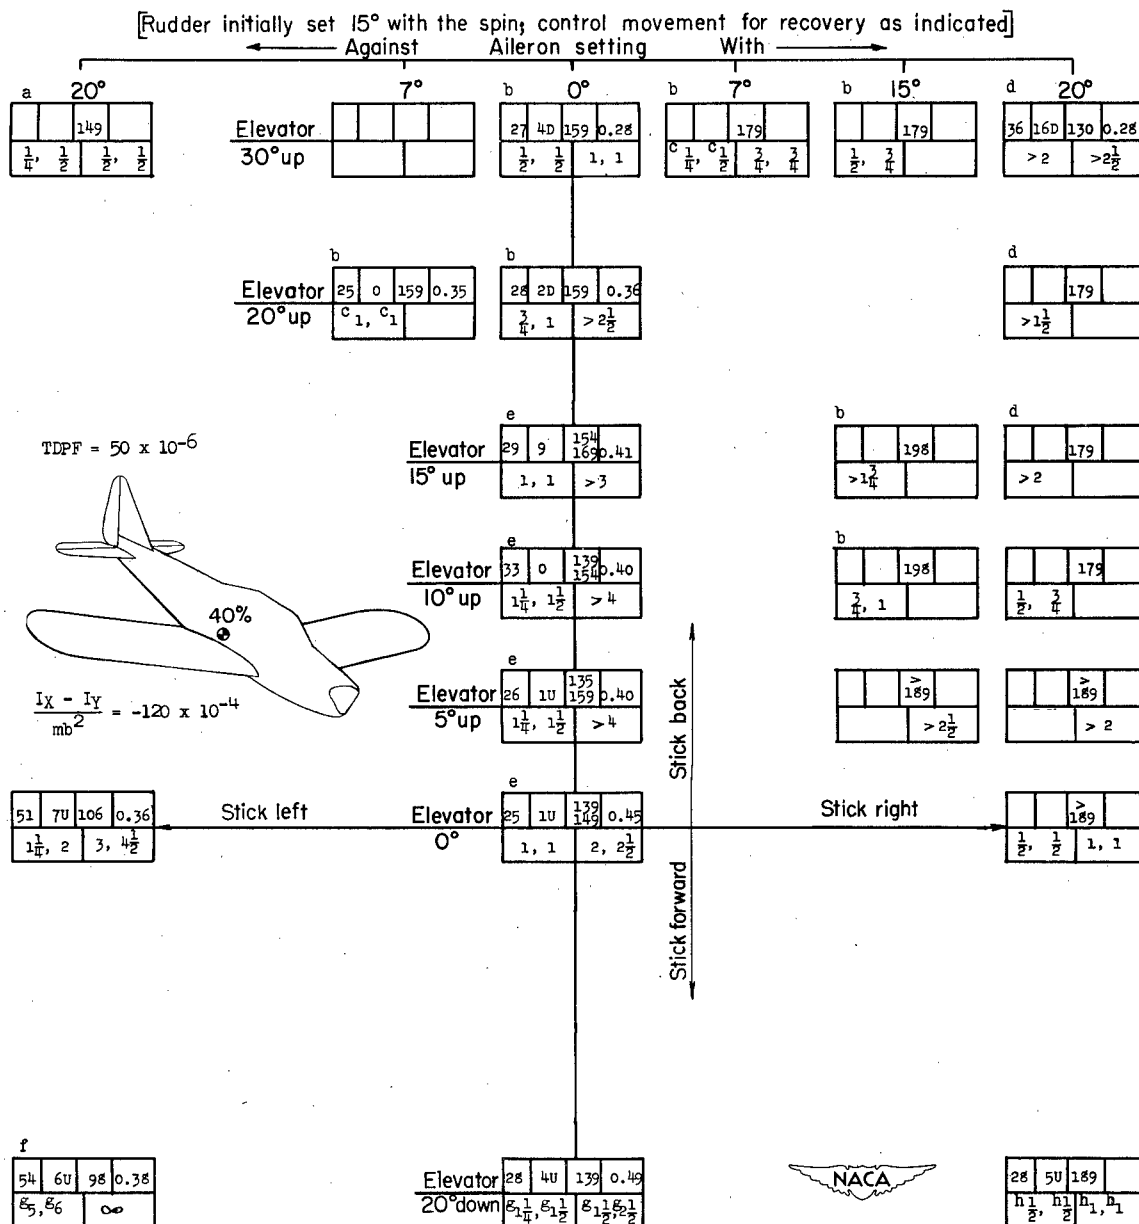 [Rudder initially set 15° with the spin; control movement for recovery as indicated]
Against Aileron setting With
20° 7° 0° 7° 15° 20°
a b b b d
Elevator 30° up
149
1/4, 1/2 1/2, 1/2
27 4D 159 0.28
1/2, 1/2 1, 1
179
c 1/4, c 1/2 3/4, 3/4
179
1/2, 3/4
36 16D 130 0.28
>2 >2 1/2
b b d
Elevator 20° up
25 0 159 0.35
c 1, c 1
28 2D 159 0.36
3/4, 1 >2 1/2
179
>1 1/2
e b d
TDPF = 50 x 10-6
Elevator 15° up
29 9 154 169 0.41
1, 1 >3
198
>1 3/4
179
>2
e b
Elevator 10° up
33 0 139 154 0.40
1 1/4, 1 1/2 >4
198
3/4, 1
179
1/2, 3/4
40%
e
Elevator 5° up
26 1U 135 159 0.40
1 1/4, 1 1/2 >4
> 189
>2 1/2
> 189
>2
IX - IY / mb2 = -120 x 10-4
Stick back
e
51 7U 106 0.36
1 1/4, 2 3, 4 1/2
Stick left
Elevator 0°
25 1U 139 149 0.45
1, 1 2, 2 1/2
Stick right
> 189
1/2, 1/2 1, 1
Stick forward
f
54 6U 98 0.38
g 5, g 6 ∞
Elevator 20° down
28 4U 139 0.49
g 1 1/4, g 1 1/2 g 1 1/2, g 2 1/2
NACA
28 5U 189
h 1/2, h 1/2 h 1, h 1